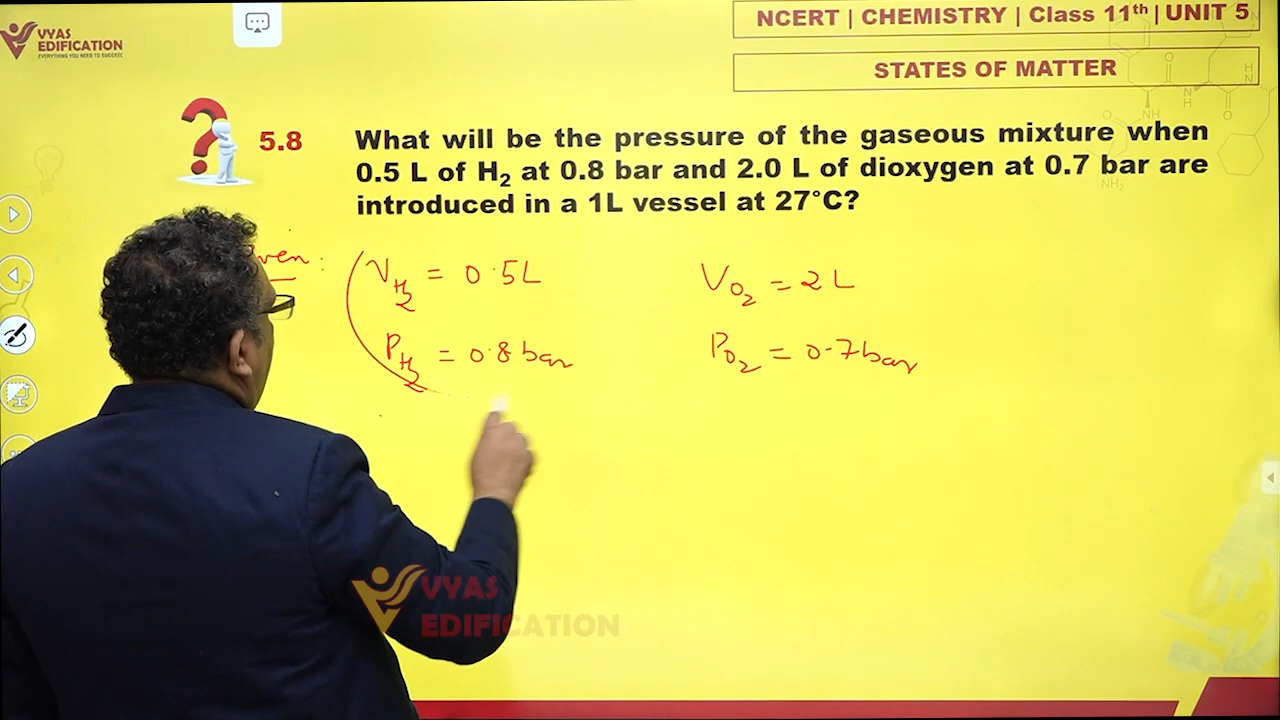 VYAS
EDIFICATION
EVERYTHING YOU NEED TO SUCCEED
NCERT | CHEMISTRY | Class 11th | UNIT 5
STATES OF MATTER
5.8 What will be the pressure of the gaseous mixture when
0.5 L of H2 at 0.8 bar and 2.0 L of dioxygen at 0.7 bar are
introduced in a 1L vessel at 27°C?
VH2 = 0.5L VO2 = 2L
PH2 = 0.8 bar PO2 = 0.7 bar
VYAS
EDIFICATION
O
N
H
H
N
O
NH
O
NH2